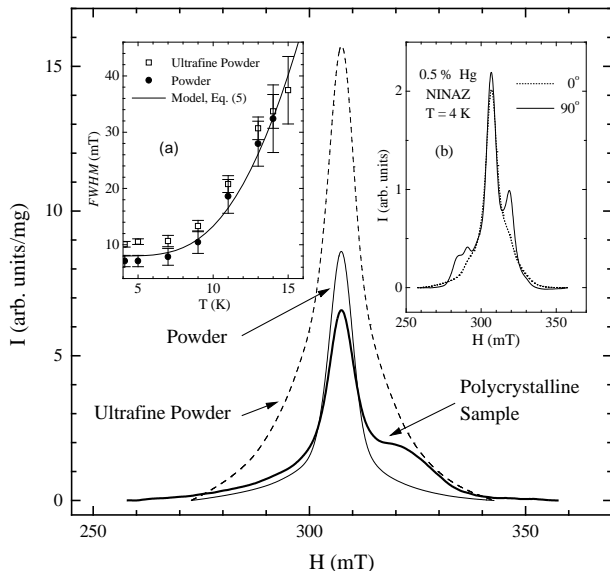 I (arb. units/mg)
15
10
5
0
250
300
350
H (mT)
Powder
Ultrafine Powder
Polycrystalline
Sample
FWHM (mT)
40
30
20
10
5
10
15
T (K)
Ultrafine Powder
Powder
Model, Eq. (5)
(a)
I (arb. units)
2
1
0
250
300
350
H (mT)
0.5 % Hg
NINAZ
T = 4 K
0°
90°
(b)